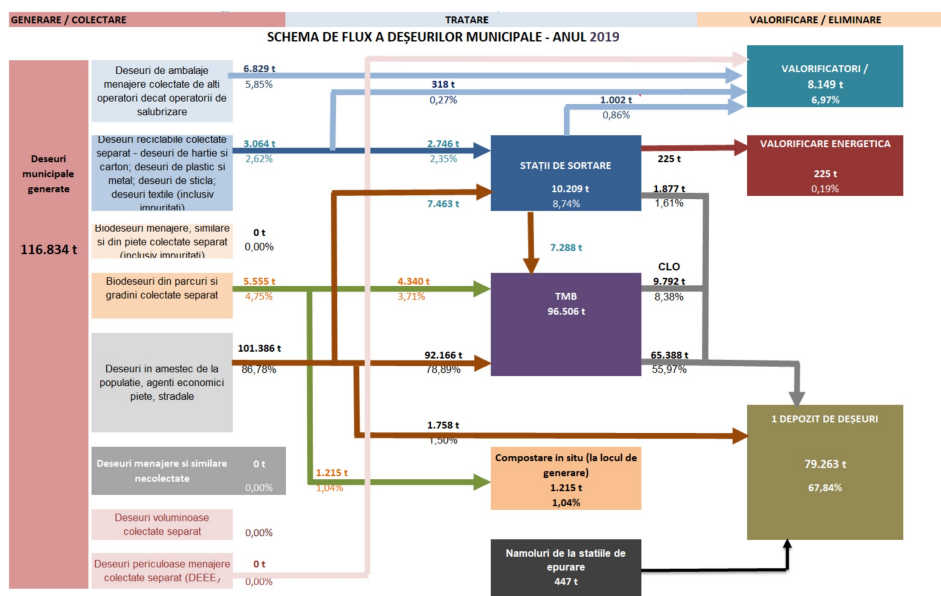 GENERARE / COLECTARE
TRATARE
VALORIFICARE / ELIMINARE
SCHEMA DE FLUX A DEȘEURILOR MUNICIPALE - ANUL 2019
Deseuri
municipale
generate
116.834 t
Deseuri de ambalaje
menajere colectate de alti
operatori decat operatorii de
salubrizare
6.829 t
5,85%
318 t
0,27%
1.002 t
0,86%
VALORIFICATORI /
8.149 t
6,97%
Deseuri reciclabile colectate
separat - deseuri de hartie si
carton; deseuri de plastic si
metal; deseuri de sticla;
deseuri textile (inclusiv
impuritati)
3.064 t
2,62%
2.746 t
2,35%
7.463 t
STAȚII DE SORTARE
10.209 t
8,74%
225 t
1.877 t
1,61%
VALORIFICARE ENERGETICA
225 t
0,19%
Biodeseuri menajere, similare
si din piete colectate separat
(inclusiv impuritati)
0 t
0,00%
7.288 t
Biodeseuri din parcuri si
gradini colectate separat
5.555 t
4,75%
4.340 t
3,71%
TMB
96.506 t
CLO
9.792 t
8,38%
Deseuri in amestec de la
populatie, agenti economici
piete, stradale
101.386 t
86,78%
92.166 t
78,89%
65.388 t
55,97%
1.758 t
1,50%
1 DEPOZIT DE DEȘEURI
79.263 t
67,84%
Deseuri menajere si similare
necolectate
0 t
0,00%
1.215 t
1,04%
Compostare in situ (la locul de
generare)
1.215 t
1,04%
Deseuri voluminoase
colectate separat
0,00%
Deseuri periculoase menajere
colectate separat (DEEE,
0 t
0,00%
Namoluri de la statiile de
epurare
447 t